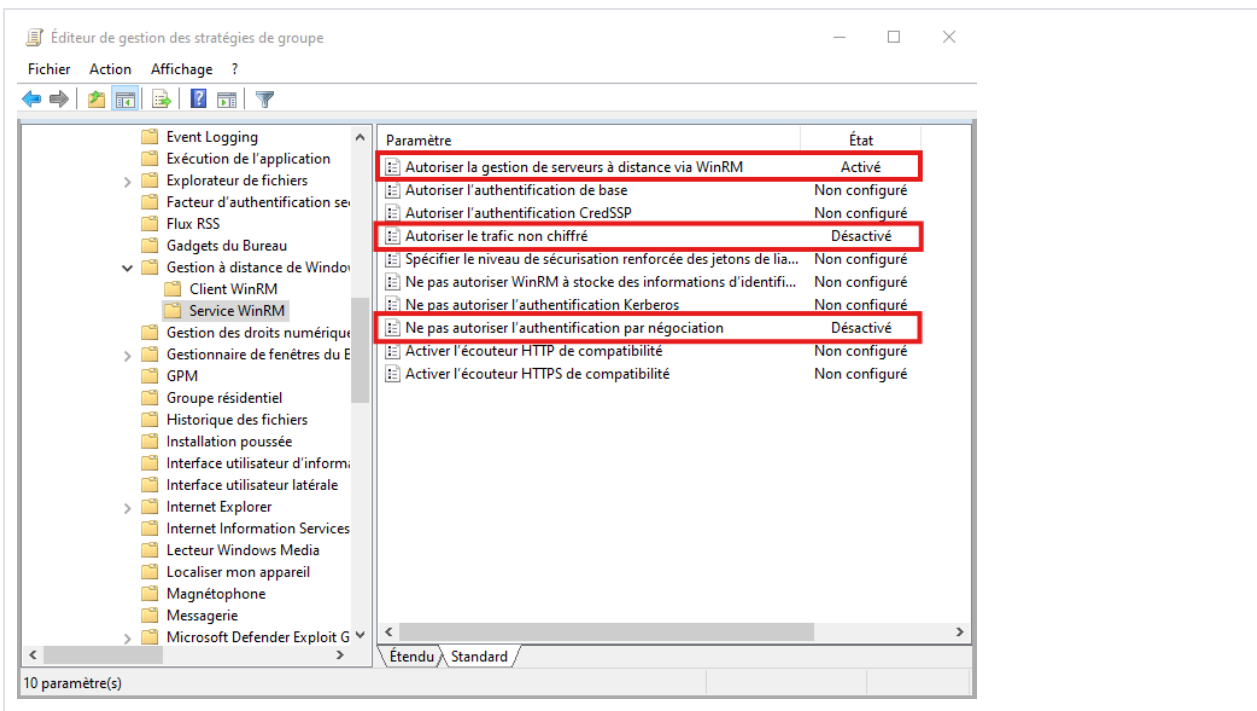 Éditeur de gestion des stratégies de groupe
Fichier Action Affichage ?
Event Logging
Exécution de l'application
Explorateur de fichiers
Facteur d'authentification se
Flux RSS
Gadgets du Bureau
Gestion à distance de Windo
Client WinRM
Service WinRM
Gestion des droits numérique
Gestionnaire de fenêtres du E
GPM
Groupe résidentiel
Historique des fichiers
Installation poussée
Interface utilisateur d'inform
Interface utilisateur latérale
Internet Explorer
Internet Information Services
Lecteur Windows Media
Localiser mon appareil
Magnétophone
Messagerie
Microsoft Defender Exploit G
Paramètre État
Autoriser la gestion de serveurs à distance via WinRM Activé
Autoriser l'authentification de base Non configuré
Autoriser l'authentification CredSSP Non configuré
Autoriser le trafic non chiffré Désactivé
Spécifier le niveau de sécurisation renforcée des jetons de lia... Non configuré
Ne pas autoriser WinRM à stocke des informations d'identifi... Non configuré
Ne pas autoriser l'authentification Kerberos Non configuré
Ne pas autoriser l'authentification par négociation Désactivé
Activer l'écouteur HTTP de compatibilité Non configuré
Activer l'écouteur HTTPS de compatibilité Non configuré
Étendu Standard
10 paramètre(s)